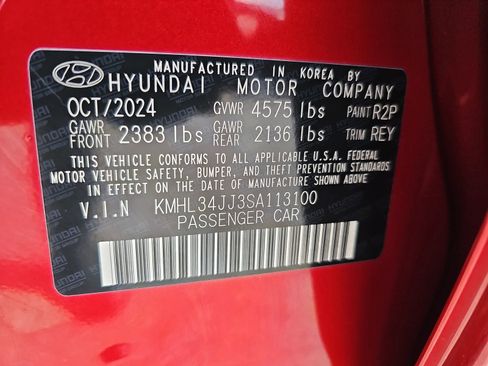 MANUFACTURED IN KOREA BY
HYUNDAI MOTOR COMPANY
OCT/2024 GVWR 4575 lbs PAINT R2P
GAWR FRONT 2383 lbs GAWR REAR 2136 lbs TRIM REY
THIS VEHICLE CONFORMS TO ALL APPLICABLE U.S.A. FEDERAL
MOTOR VEHICLE SAFETY, BUMPER, AND THEFT PREVENTION STANDARDS
IN EFFECT ON THE DATE OF MANUFACTURE SHOWN ABOVE.
V.I.N KMHL34JJ3SA113100
PASSENGER CAR